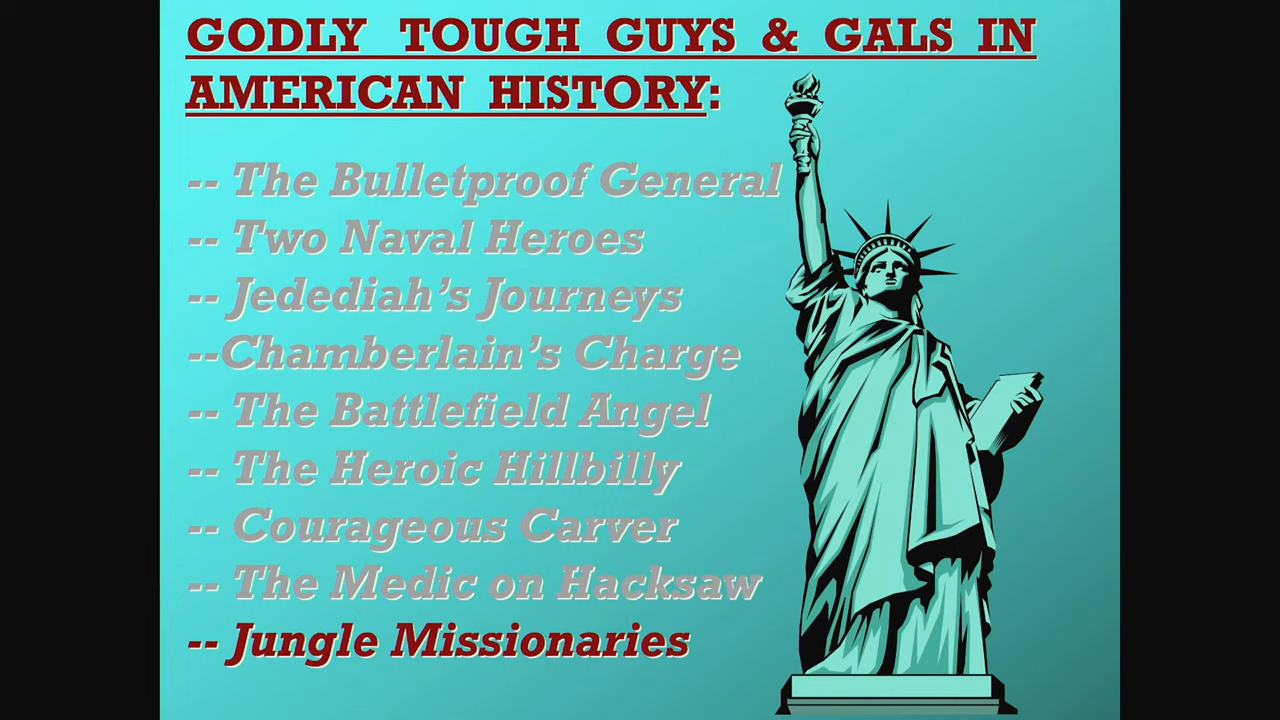 GODLY TOUGH GUYS & GALS IN
AMERICAN HISTORY:
-- The Bulletproof General
-- Two Naval Heroes
-- Jedediah’s Journeys
--Chamberlain’s Charge
-- The Battlefield Angel
-- The Heroic Hillbilly
-- Courageous Carver
-- The Medic on Hacksaw
-- Jungle Missionaries